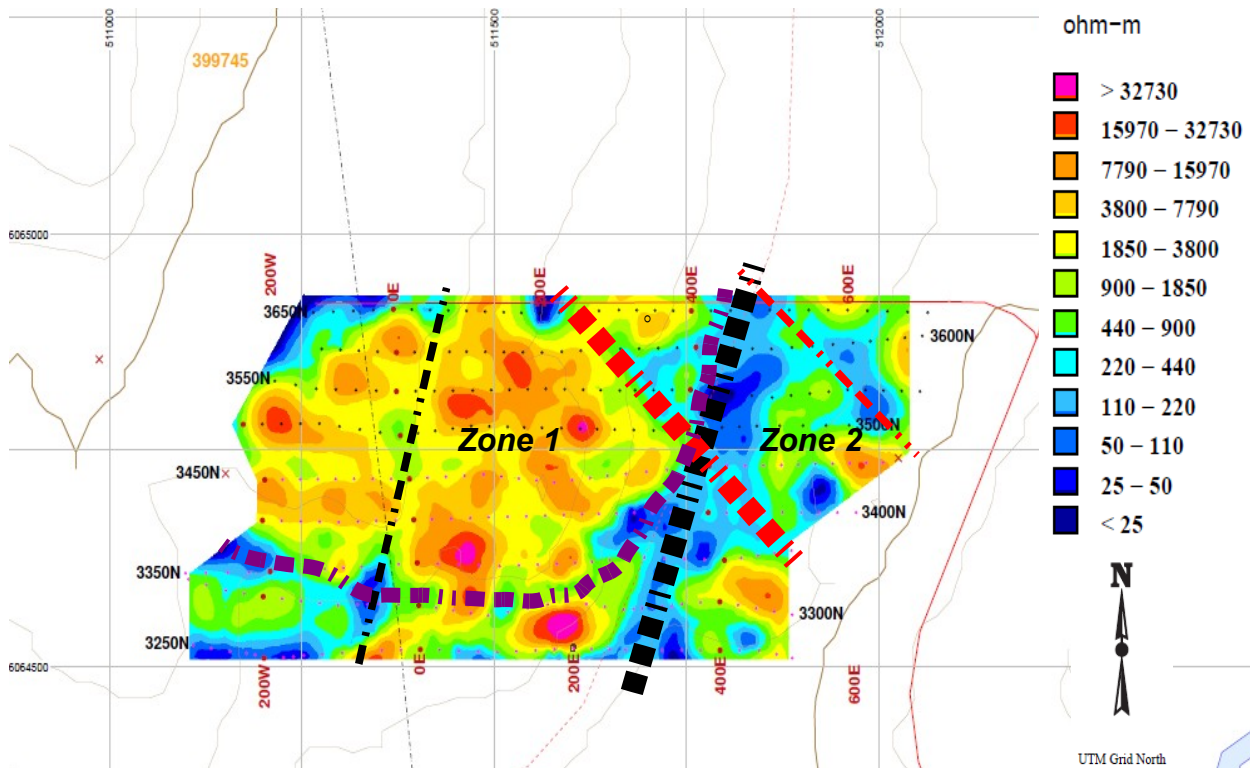 511000
511500
512000
ohm-m
399745
> 32730
15970 - 32730
7790 - 15970
3800 - 7790
1850 - 3800
900 - 1850
440 - 900
220 - 440
110 - 220
50 - 110
25 - 50
< 25
6065000
200W
0E
400E
600E
3650N
3600N
3550N
3500N
Zone 1
Zone 2
3450N
3400N
3350N
3300N
3250N
6064500
200W
0E
200E
400E
600E
N
UTM Grid North